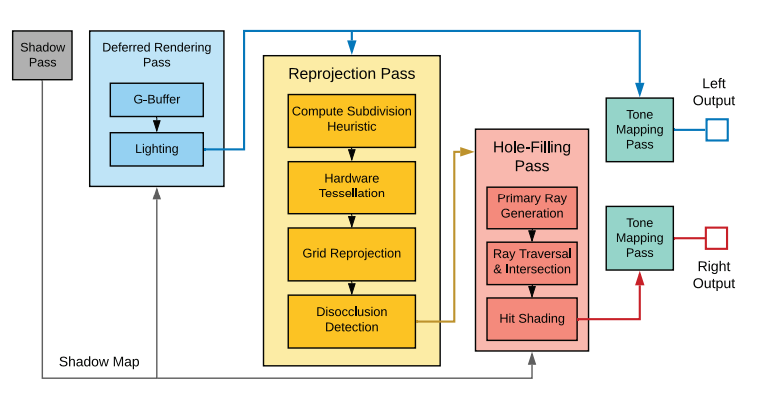 Shadow
Pass
Deferred Rendering
Pass
G-Buffer
Lighting
Reprojection Pass
Compute Subdivision
Heuristic
Hardware
Tessellation
Grid Reprojection
Disocclusion
Detection
Hole-Filling
Pass
Primary Ray
Generation
Ray Traversal
& Intersection
Hit Shading
Left
Output
Tone
Mapping
Pass
Tone
Mapping
Pass
Right
Output
Shadow Map